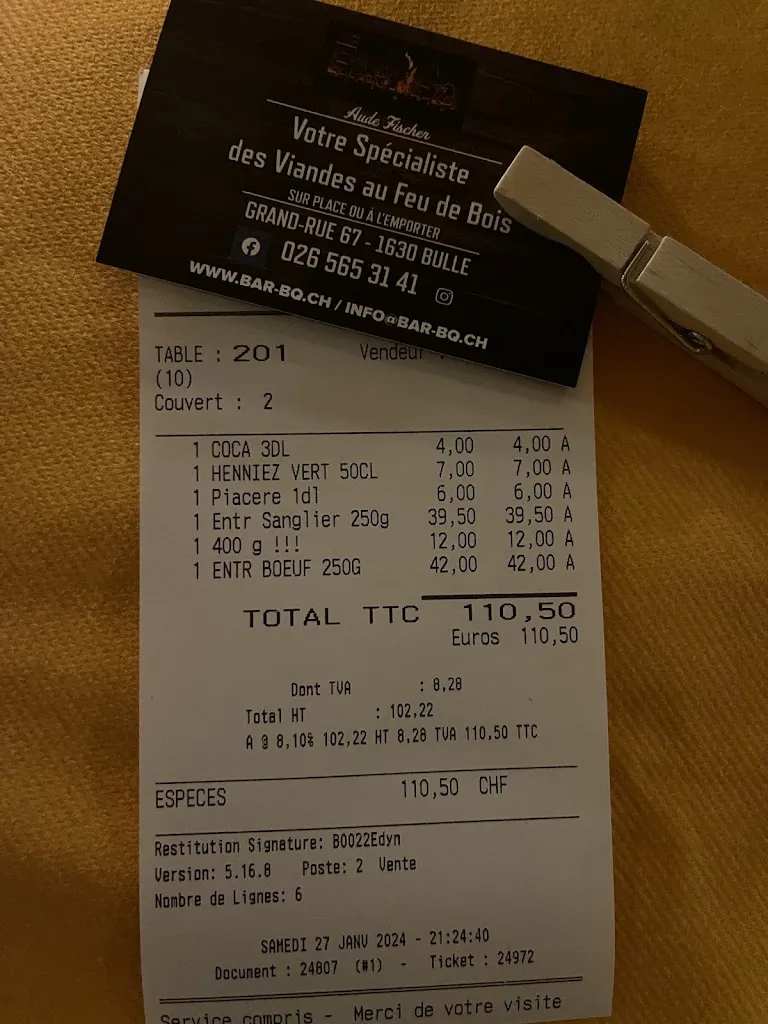 Aude Fischer
Votre Spécialiste
des Viandes au Feu de Bois
SUR PLACE OU À L'EMPORTER
GRAND-RUE 67 - 1630 BULLE
026 565 31 41
WWW.BAR-BQ.CH / INFO@BAR-BQ.CH
TABLE : 201 Vendeur :
(10)
Couvert : 2
1 COCA 3DL 4,00 4,00 A
1 HENNIEZ VERT 50CL 7,00 7,00 A
1 Piacere 1dl 6,00 6,00 A
1 Entr Sanglier 250g 39,50 39,50 A
1 400 g !!! 12,00 12,00 A
1 ENTR BOEUF 250G 42,00 42,00 A
TOTAL TTC 110,50
Euros 110,50
Dont TVA : 8,28
Total HT : 102,22
A @ 8,10% 102,22 HT 8,28 TVA 110,50 TTC
ESPECES 110,50 CHF
Restitution Signature: B0022Edyn
Version: 5.16.8 Poste: 2 Vente
Nombre de Lignes: 6
SAMEDI 27 JANV 2024 - 21:24:40
Document : 24807 (#1) - Ticket : 24972
Service compris - Merci de votre visite